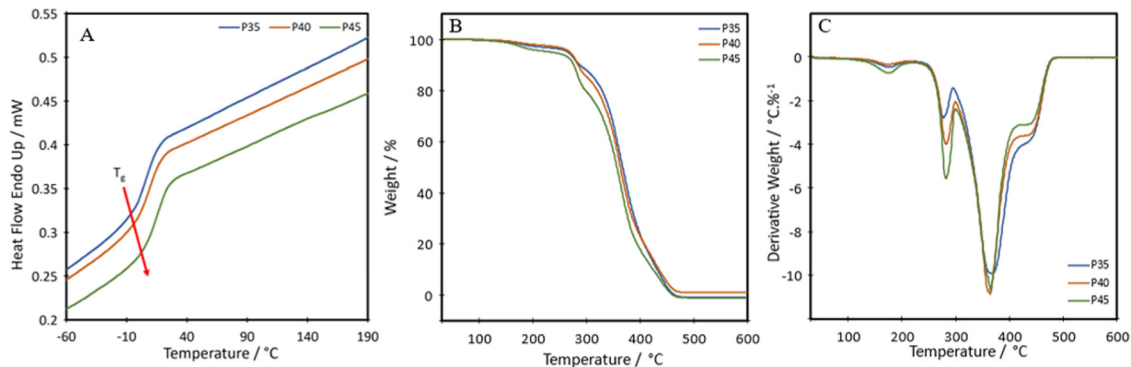 A
P35 P40 P45
0.55
0.5
0.45
0.4
0.35
0.3
0.25
0.2
Heat Flow Endo Up / mW
Tg
-60 -10 40 90 140 190
Temperature / °C
B
P35
P40
P45
100
80
60
40
20
0
Weight / %
100 200 300 400 500 600
Temperature / °C
C
0
-2
-4
-6
-8
-10
Derivative Weight / °C.%-1
P35
P40
P45
100 200 300 400 500 600
Temperature / °C